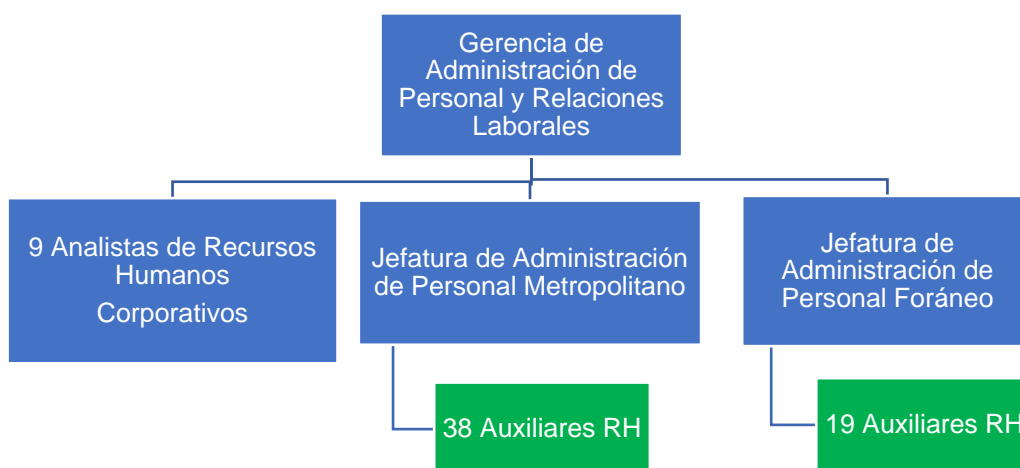 Gerencia de
Administración de
Personal y Relaciones
Laborales
9 Analistas de Recursos
Humanos
Corporativos
Jefatura de Administración
de Personal Metropolitano
Jefatura de
Administración de
Personal Foráneo
38 Auxiliares RH
19 Auxiliares RH